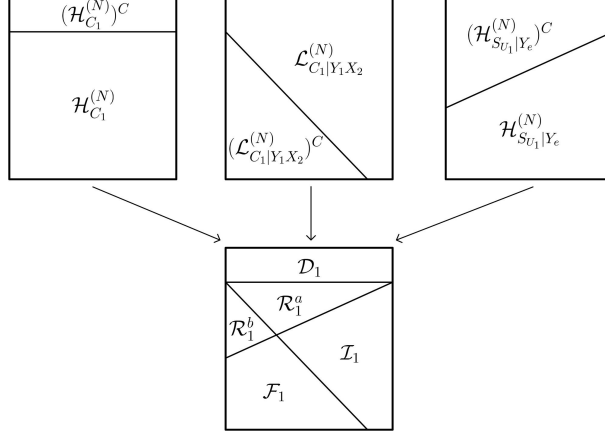 $(\mathcal{H}_{C_1}^{(N)})^C$
$\mathcal{H}_{C_1}^{(N)}$
$\mathcal{L}_{C_1|Y_1X_2}^{(N)}$
$(\mathcal{L}_{C_1|Y_1X_2}^{(N)})^C$
$(\mathcal{H}_{S_{U_1}|Y_e}^{(N)})^C$
$\mathcal{H}_{S_{U_1}|Y_e}^{(N)}$
$\mathcal{D}_1$
$\mathcal{R}_1^a$
$\mathcal{R}_1^b$
$\mathcal{I}_1$
$\mathcal{F}_1$